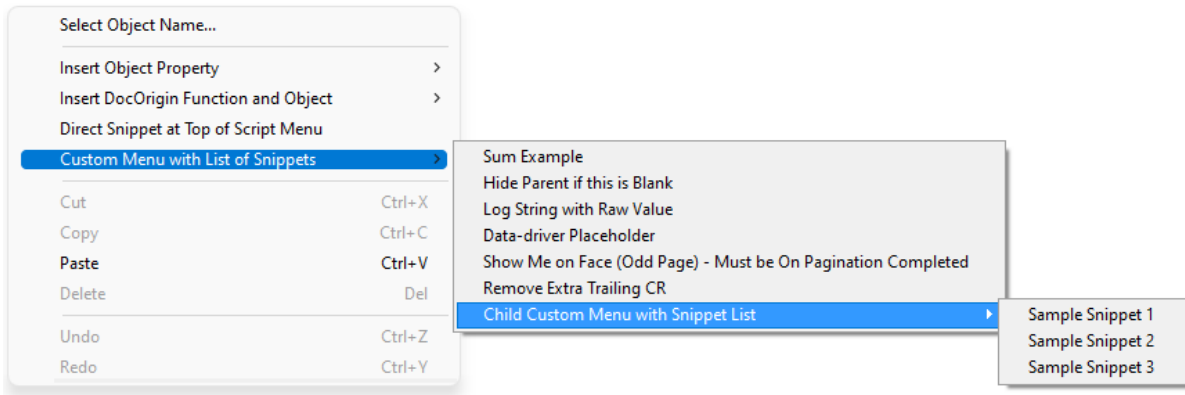 Select Object Name...
Insert Object Property
Insert DocOrigin Function and Object
Direct Snippet at Top of Script Menu
Custom Menu with List of Snippets
Cut Ctrl+X
Copy Ctrl+C
Paste Ctrl+V
Delete Del
Undo Ctrl+Z
Redo Ctrl+Y
Sum Example
Hide Parent if this is Blank
Log String with Raw Value
Data-driver Placeholder
Show Me on Face (Odd Page) - Must be On Pagination Completed
Remove Extra Trailing CR
Child Custom Menu with Snippet List
Sample Snippet 1
Sample Snippet 2
Sample Snippet 3